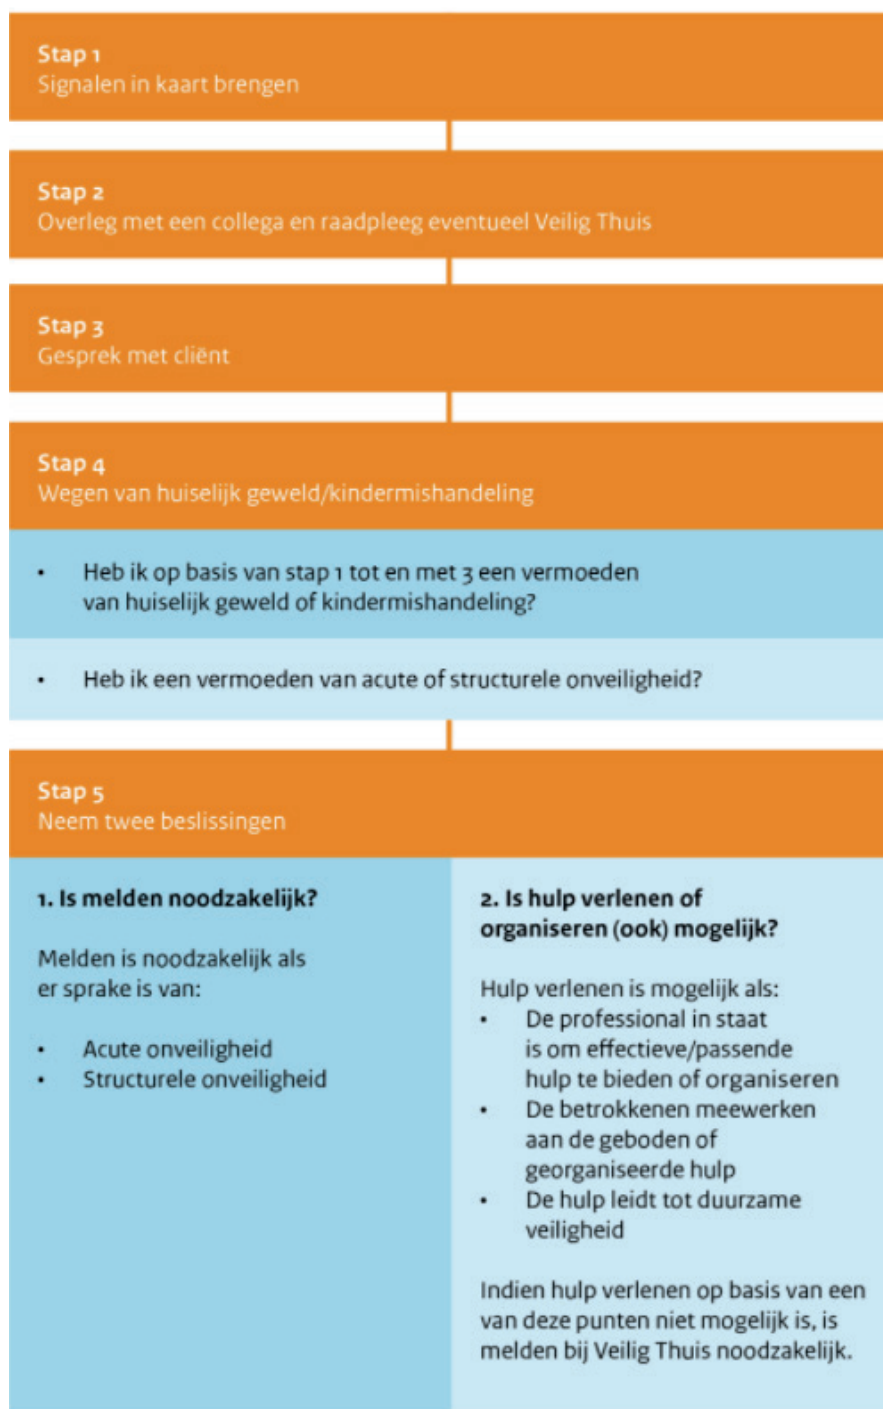 Stap 1
Signalen in kaart brengen
Stap 2
Overleg met een collega en raadpleeg eventueel Veilig Thuis
Stap 3
Gesprek met cliënt
Stap 4
Wegen van huiselijk geweld/kindermishandeling
• Heb ik op basis van stap 1 tot en met 3 een vermoeden
van huiselijk geweld of kindermishandeling?
• Heb ik een vermoeden van acute of structurele onveiligheid?
Stap 5
Neem twee beslissingen
1. Is melden noodzakelijk?
Melden is noodzakelijk als
er sprake is van:
• Acute onveiligheid
• Structurele onveiligheid
2. Is hulp verlenen of
organiseren (ook) mogelijk?
Hulp verlenen is mogelijk als:
• De professional in staat
is om effectieve/passende
hulp te bieden of organiseren
• De betrokkenen meewerken
aan de geboden of
georganiseerde hulp
• De hulp leidt tot duurzame
veiligheid
Indien hulp verlenen op basis van een
van deze punten niet mogelijk is, is
melden bij Veilig Thuis noodzakelijk.